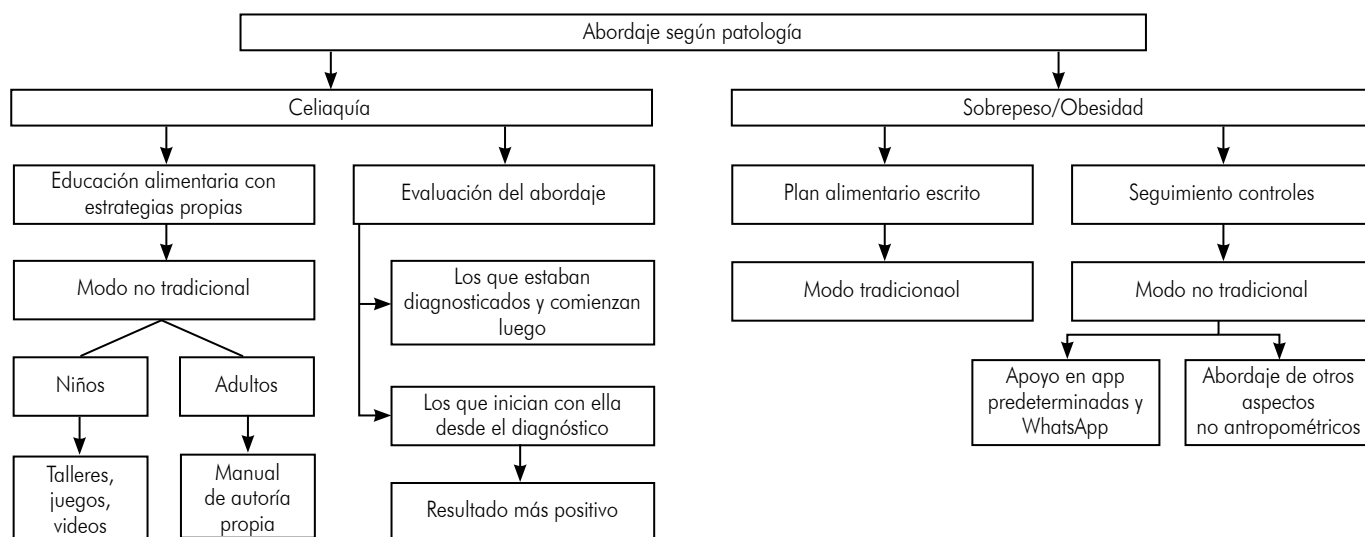 Abordaje según patología
Celiaquía
Sobrepeso/Obesidad
Educación alimentaria con
estrategias propias
Evaluación del abordaje
Plan alimentario escrito
Seguimiento controles
Modo no tradicional
Los que estaban
diagnosticados y comienzan
luego
Modo tradicionaol
Modo no tradicional
Niños
Adultos
Los que inician con ella
desde el diagnóstico
Apoyo en app
predeterminadas y
WhatsApp
Abordaje de otros
aspectos
no antropométricos
Talleres,
juegos,
videos
Manual
de autoría
propia
Resultado más positivo